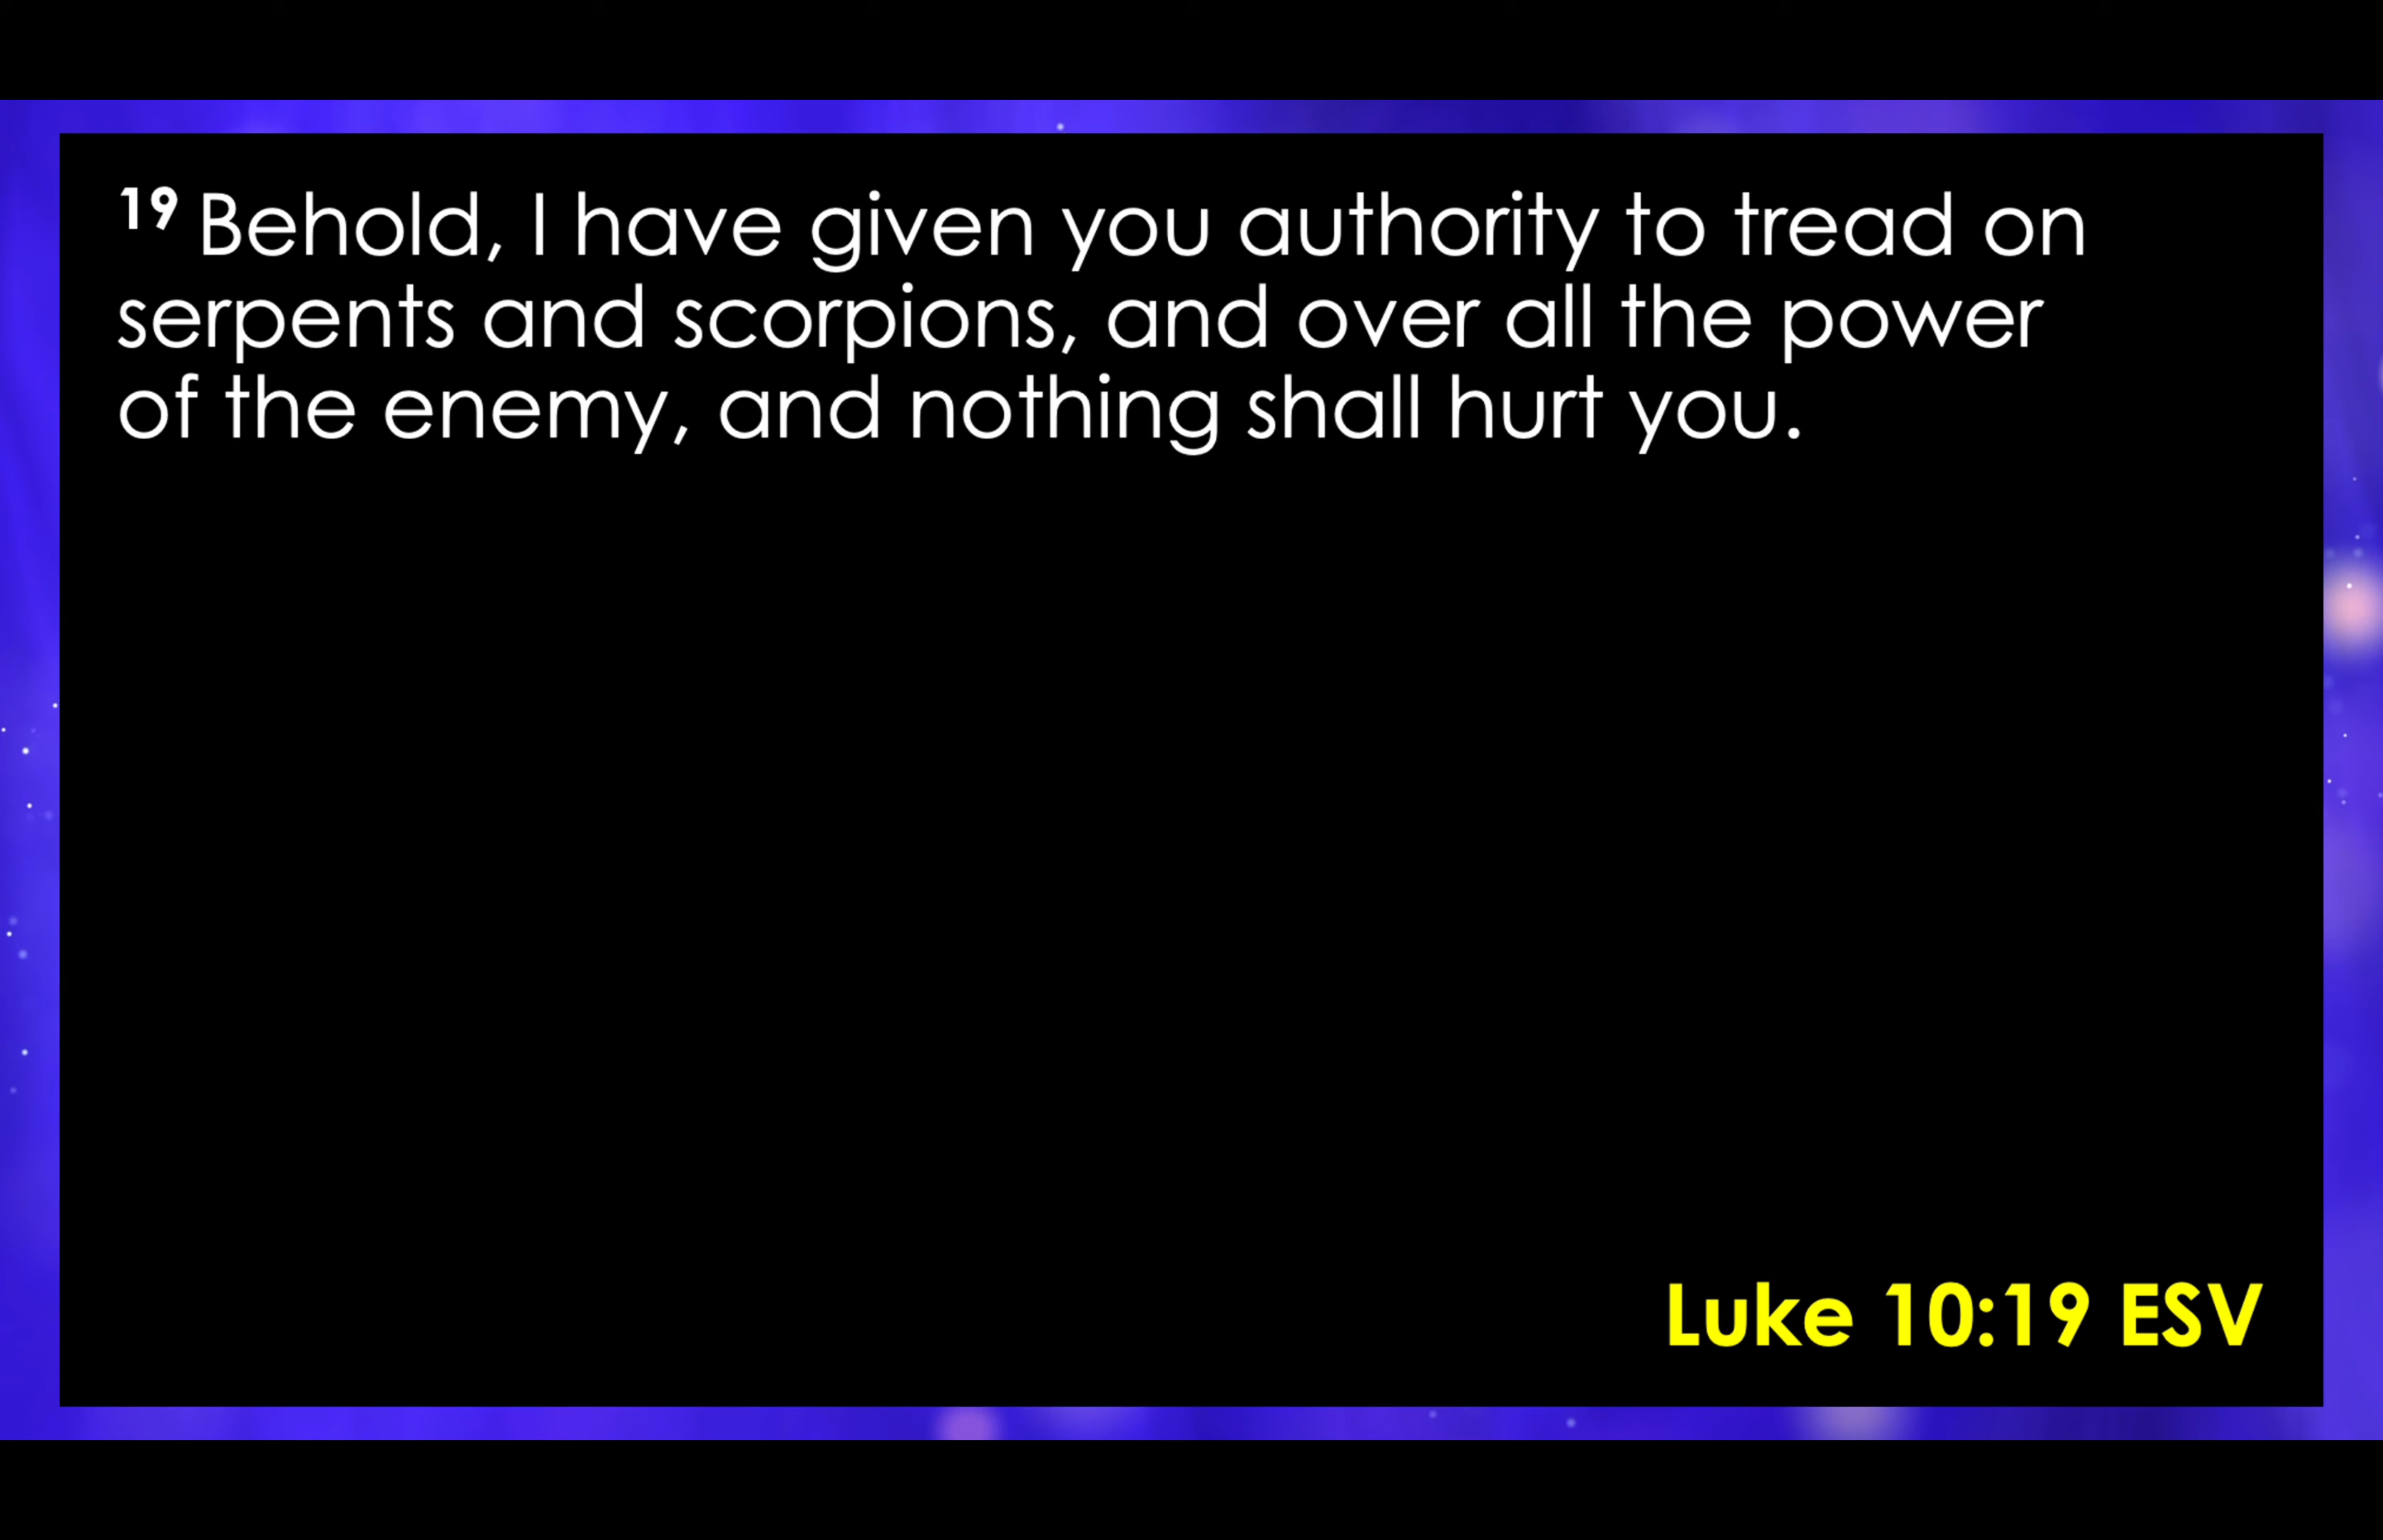 19 Behold, I have given you authority to tread on
serpents and scorpions, and over all the power
of the enemy, and nothing shall hurt you.
Luke 10:19 ESV